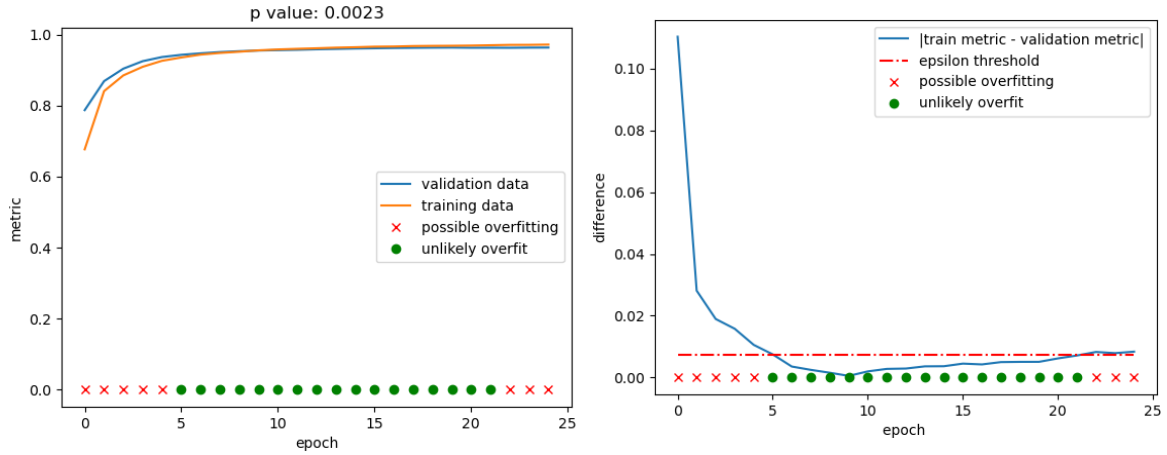 p value: 0.0023
metric
1.0
0.8
0.6
0.4
0.2
0.0
validation data
training data
possible overfitting
unlikely overfit
0 5 10 15 20 25
epoch
difference
0.10
0.08
0.06
0.04
0.02
0.00
|train metric - validation metric|
epsilon threshold
possible overfitting
unlikely overfit
0 5 10 15 20 25
epoch